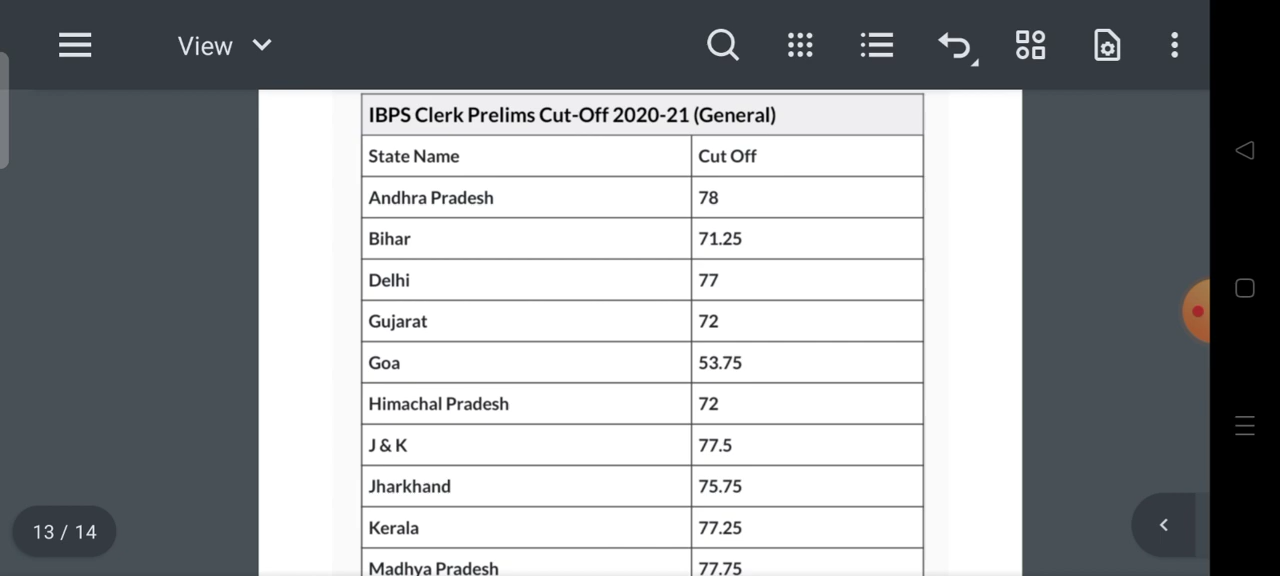 View
IBPS Clerk Prelims Cut-Off 2020-21 (General)
State Name Cut Off
Andhra Pradesh 78
Bihar 71.25
Delhi 77
Gujarat 72
Goa 53.75
Himachal Pradesh 72
J & K 77.5
Jharkhand 75.75
Kerala 77.25
Madhya Pradesh 77.75
13 / 14